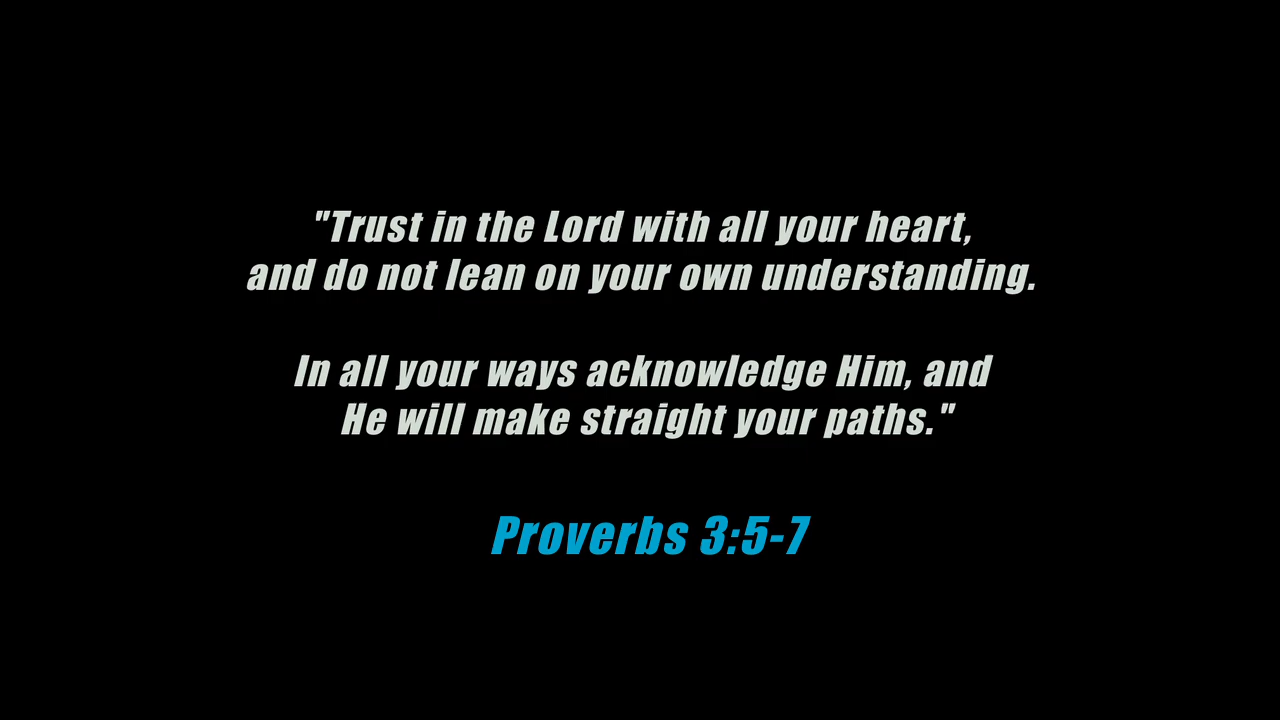 "Trust in the Lord with all your heart,
and do not lean on your own understanding.
In all your ways acknowledge Him, and
He will make straight your paths."
Proverbs 3:5-7